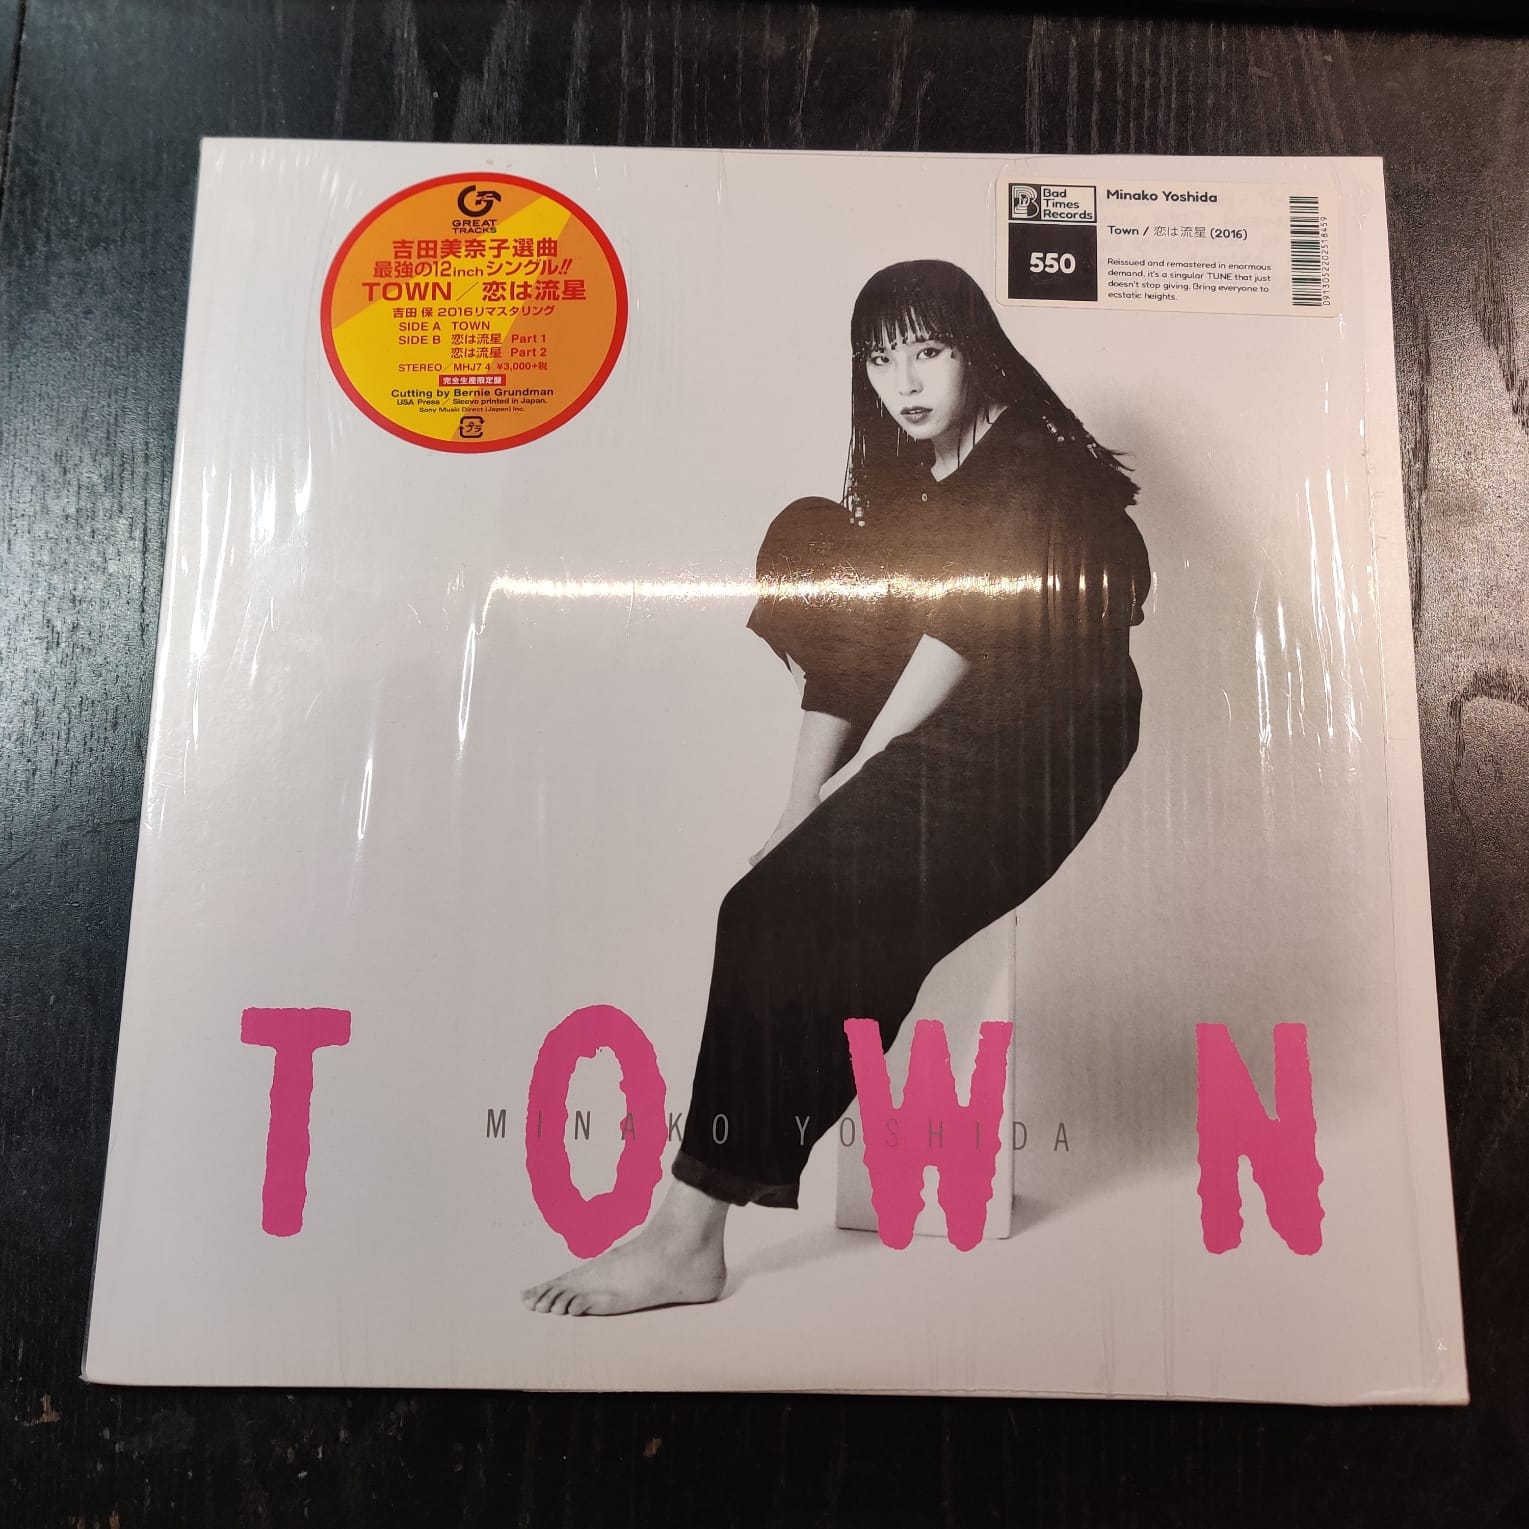 GREAT
TRACKS
吉田美奈子選曲
最強の12inchシングル!!
TOWN／恋は流星
吉田 保 2016リマスタリング
SIDE A TOWN
SIDE B 恋は流星 Part 1
恋は流星 Part 2
STEREO／MHJ7 4 ¥3,000+税
完全生産限定盤
Cutting by Bernie Grundman
USA Press／Sleeve printed in Japan.
Sony Music Direct (Japan) Inc.
プラ
Bad
Times
Records
550
Minako Yoshida
Town / 恋は流星 (2016)
Reissued and remastered in enormous
demand, it's a singular TUNE that just
doesn't stop giving. Bring everyone to
ecstatic heights.
0913052202518459
TOWN
MINAKO YOSHIDA